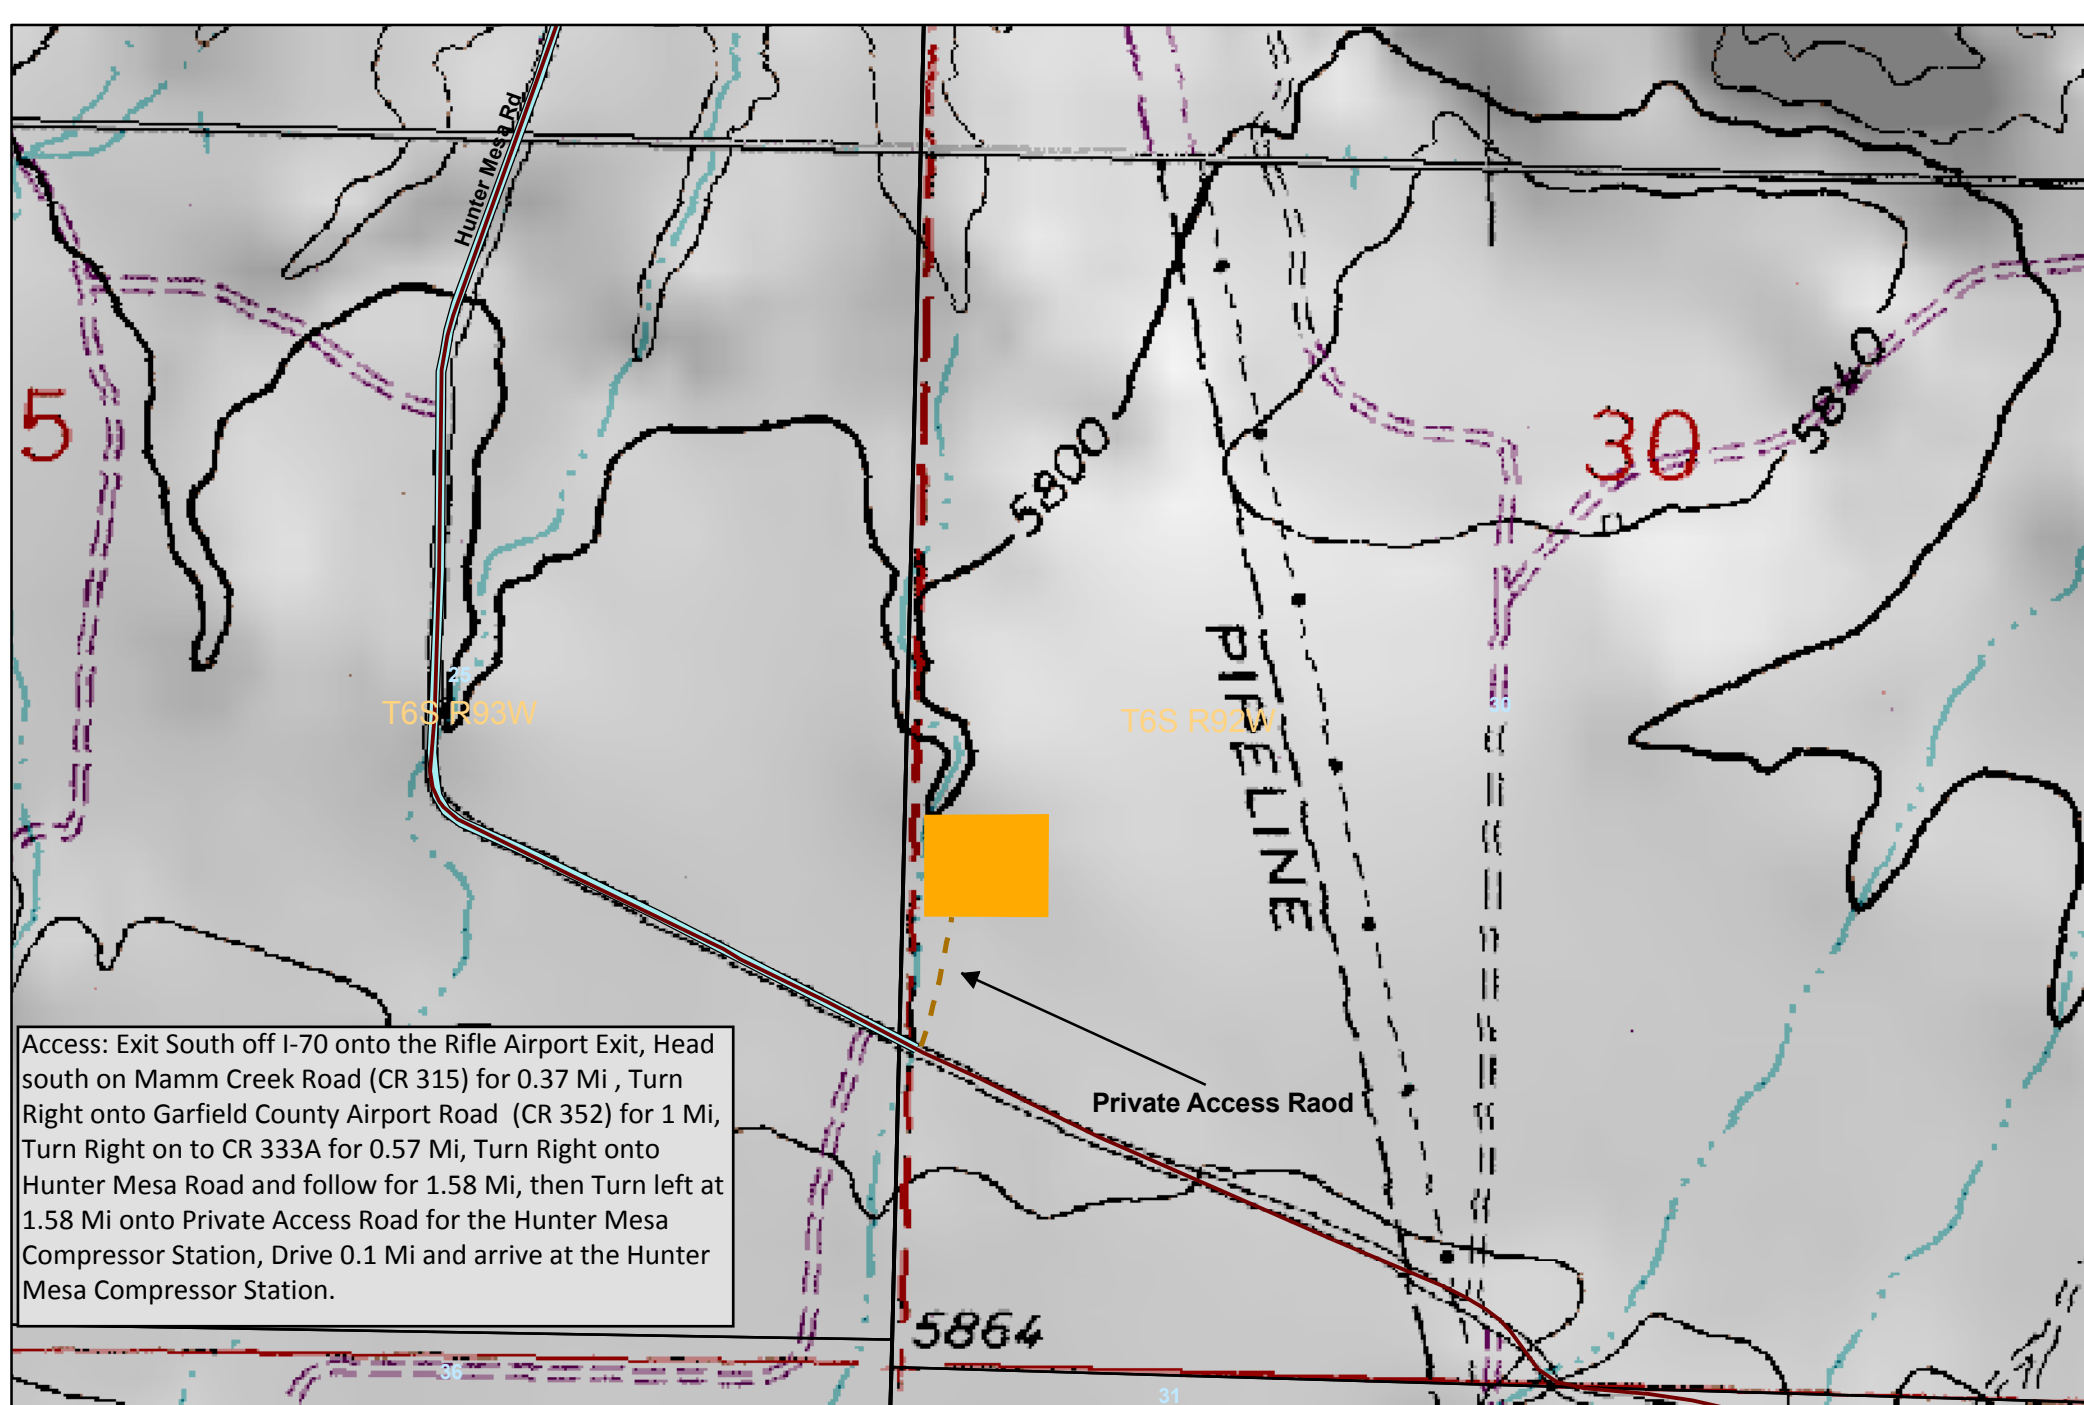 Hunter Mesa Rd
5
30
5840
5800
25
T6S R93W
T6S R92W
30
PIPELINE
Access: Exit South off I-70 onto the Rifle Airport Exit, Head
south on Mamm Creek Road (CR 315) for 0.37 Mi , Turn
Right onto Garfield County Airport Road  (CR 352) for 1 Mi,
Turn Right on to CR 333A for 0.57 Mi, Turn Right onto
Hunter Mesa Road and follow for 1.58 Mi, then Turn left at
1.58 Mi onto Private Access Road for the Hunter Mesa
Compressor Station, Drive 0.1 Mi and arrive at the Hunter
Mesa Compressor Station.
Private Access Raod
5864
36
31